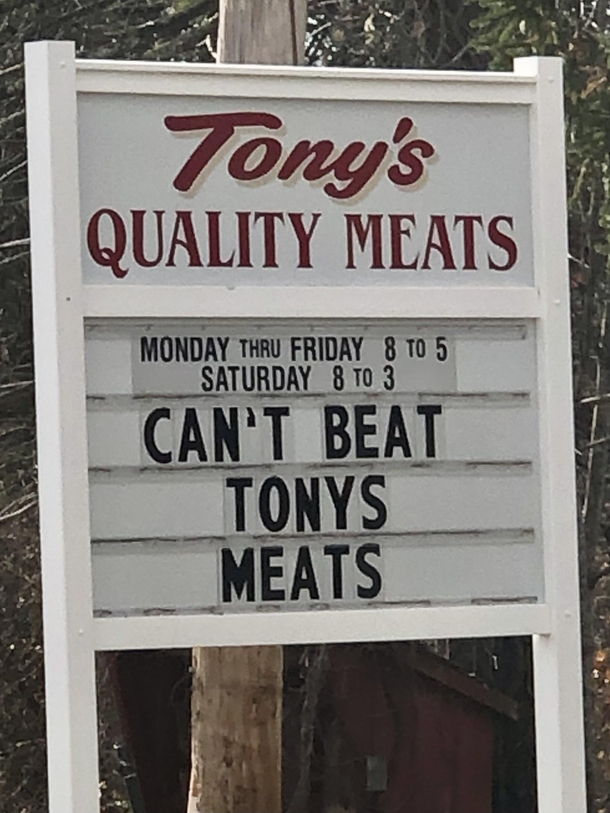 Tony's
QUALITY MEATS
MONDAY THRU FRIDAY 8 TO 5
SATURDAY 8 TO 3
CAN'T BEAT
TONYS
MEATS